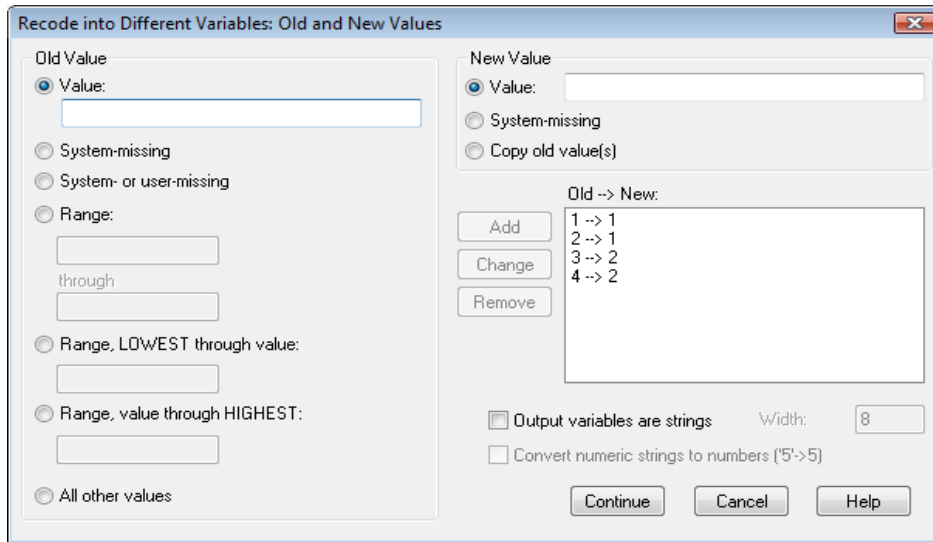 Recode into Different Variables: Old and New Values
Old Value
Value:
System-missing
System- or user-missing
Range:
through
Range, LOWEST through value:
Range, value through HIGHEST:
All other values
New Value
Value:
System-missing
Copy old value(s)
Old --> New:
1 --> 1
2 --> 1
3 --> 2
4 --> 2
Add
Change
Remove
Output variables are strings Width: 8
Convert numeric strings to numbers ('5'->5)
Continue Cancel Help